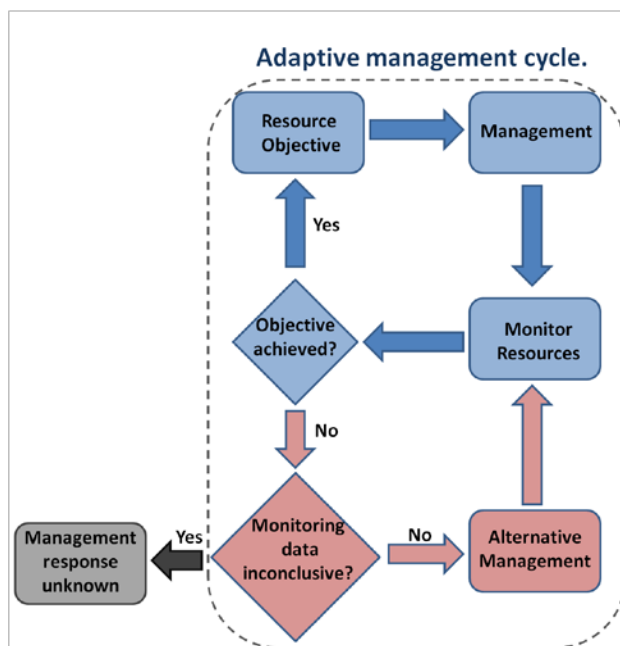 Adaptive management cycle.
Resource
Objective
Management
Yes
Objective
achieved?
Monitor
Resources
No
Management
response
unknown
Yes
Monitoring
data
inconclusive?
No
Alternative
Management